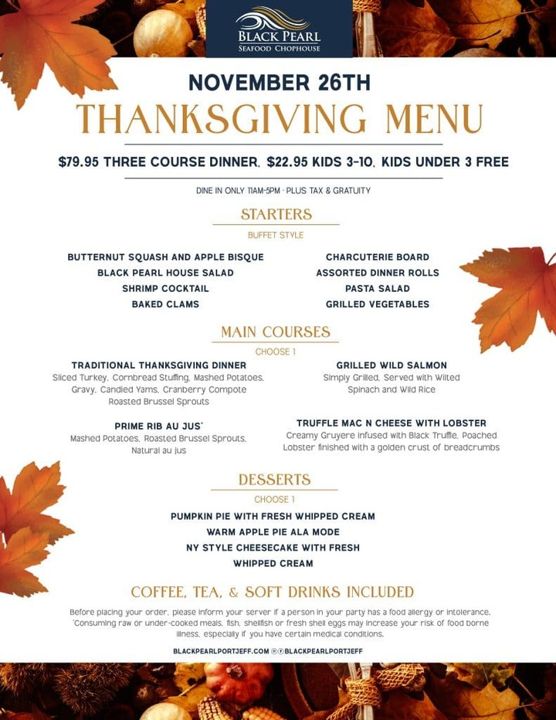 BLACK PEARL
SEAFOOD CHOPHOUSE
NOVEMBER 26TH
THANKSGIVING MENU
$79.95 THREE COURSE DINNER, $22.95 KIDS 3-10, KIDS UNDER 3 FREE
DINE IN ONLY 11AM-5PM · PLUS TAX & GRATUITY
STARTERS
BUFFET STYLE
BUTTERNUT SQUASH AND APPLE BISQUE
BLACK PEARL HOUSE SALAD
SHRIMP COCKTAIL
BAKED CLAMS
CHARCUTERIE BOARD
ASSORTED DINNER ROLLS
PASTA SALAD
GRILLED VEGETABLES
MAIN COURSES
CHOOSE 1
TRADITIONAL THANKSGIVING DINNER
Sliced Turkey, Cornbread Stuffing, Mashed Potatoes,
Gravy, Candied Yams, Cranberry Compote
Roasted Brussel Sprouts
GRILLED WILD SALMON
Simply Grilled, Served with Wilted
Spinach and Wild Rice
PRIME RIB AU JUS*
Mashed Potatoes, Roasted Brussel Sprouts,
Natural au jus
TRUFFLE MAC N CHEESE WITH LOBSTER
Creamy Gruyere infused with Black Truffle, Poached
Lobster finished with a golden crust of breadcrumbs
DESSERTS
CHOOSE 1
PUMPKIN PIE WITH FRESH WHIPPED CREAM
WARM APPLE PIE ALA MODE
NY STYLE CHEESECAKE WITH FRESH
WHIPPED CREAM
COFFEE, TEA, & SOFT DRINKS INCLUDED
Before placing your order, please inform your server if a person in your party has a food allergy or intolerance.
*Consuming raw or under-cooked meals, fish, shellfish or fresh shell eggs may increase your risk of food borne
illness, especially if you have certain medical conditions.
BLACKPEARLPORTJEFF.COM @BLACKPEARLPORTJEFF